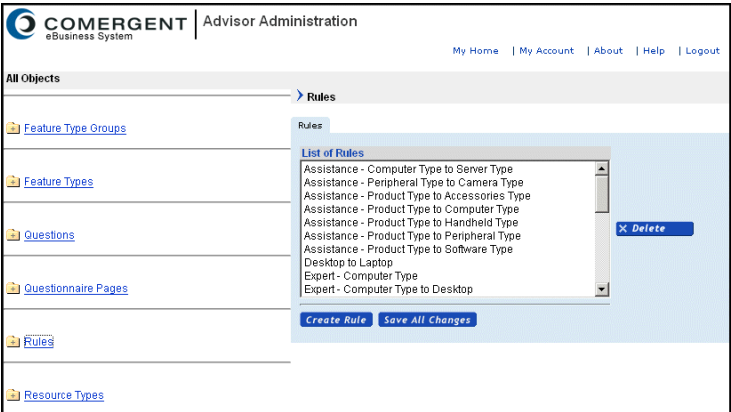 COMERGENT
eBusiness System
Advisor Administration
My Home | My Account | About | Help | Logout
All Objects
Rules
Feature Type Groups
Feature Types
Questions
Questionnaire Pages
Rules
Resource Types
Rules
List of Rules
Assistance - Computer Type to Server Type
Assistance - Peripheral Type to Camera Type
Assistance - Product Type to Accessories Type
Assistance - Product Type to Computer Type
Assistance - Product Type to Handheld Type
Assistance - Product Type to Peripheral Type
Assistance - Product Type to Software Type
Desktop to Laptop
Expert - Computer Type
Expert - Computer Type to Desktop
X Delete
Create Rule Save All Changes